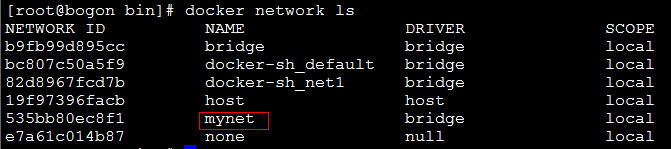 [root@bogon bin]# docker network ls
NETWORK ID NAME DRIVER SCOPE
b9fb99d895cc bridge bridge local
bc807c50a5f9 docker-sh_default bridge local
82d8967fcd7b docker-sh_net1 bridge local
19f97396facb host host local
535bb80ec8f1 mynet bridge local
e7a61c014b87 none null local